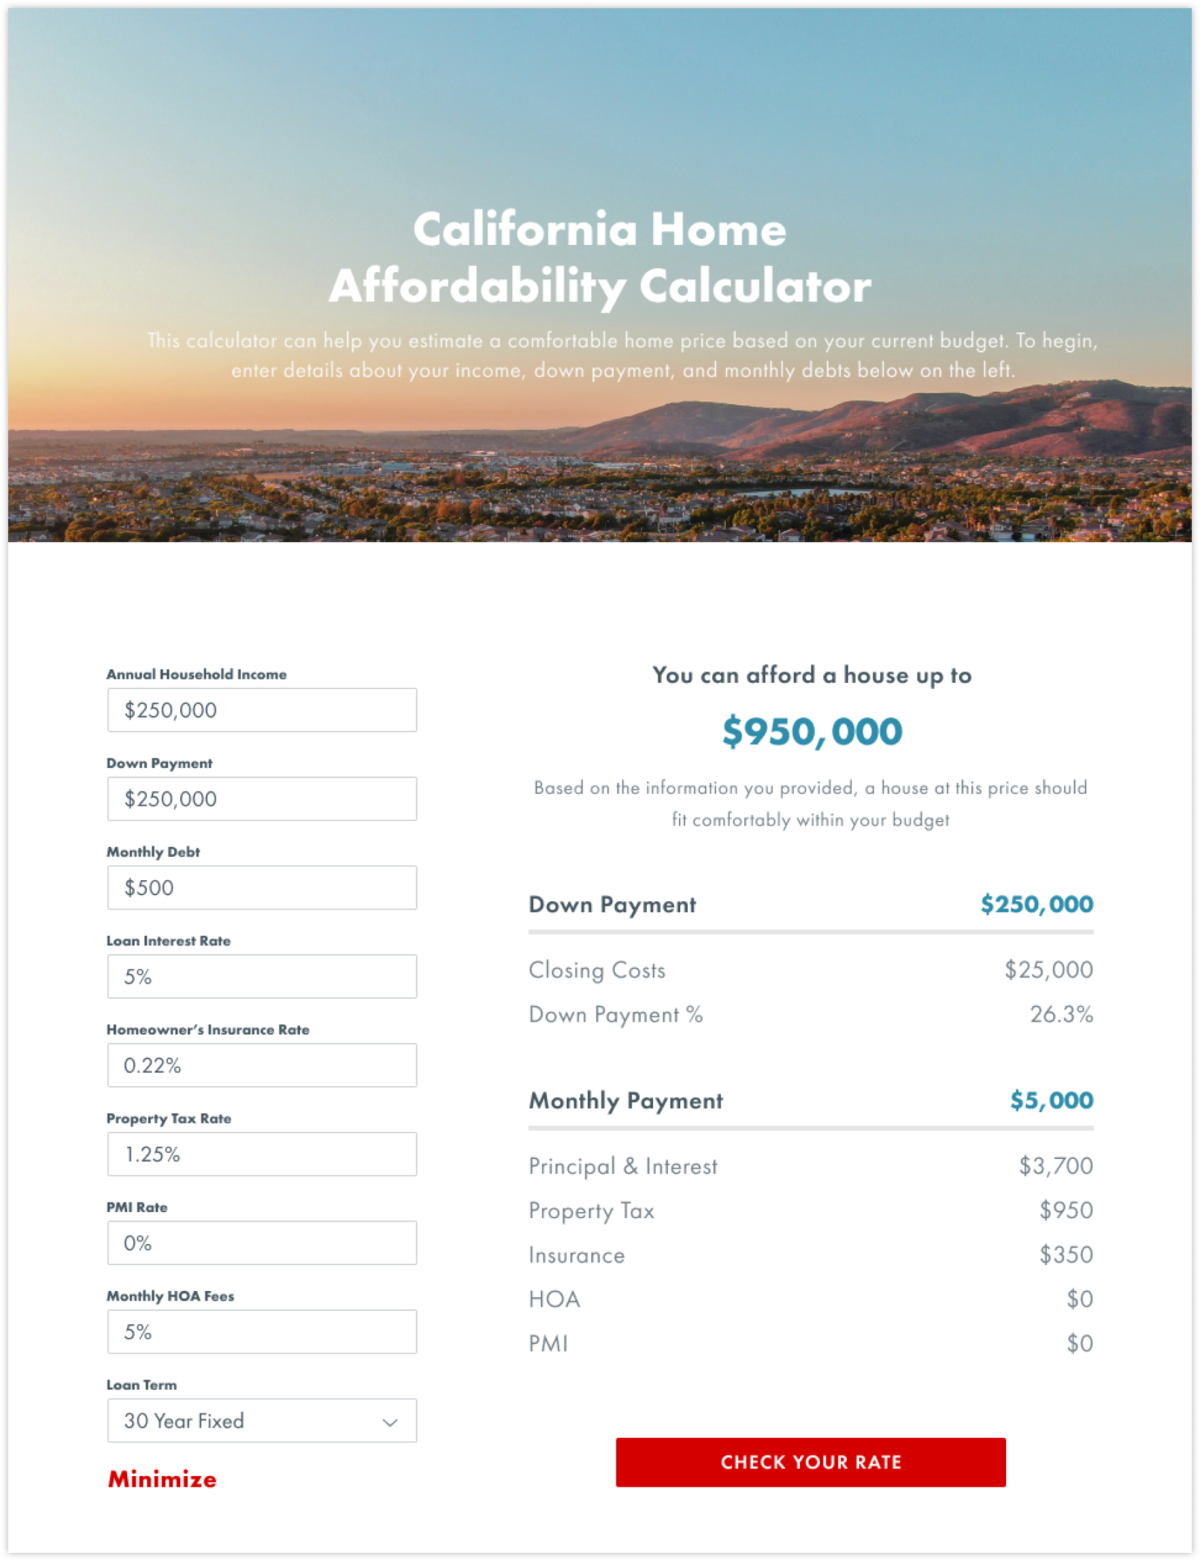 California Home
Affordability Calculator
This calculator can help you estimate a comfortable home price based on your current budget. To hegin,
enter details about your income, down payment, and monthly debts below on the left.
Annual Household Income
$250,000
Down Payment
$250,000
Monthly Debt
$500
Loan Interest Rate
5%
Homeowner’s Insurance Rate
0.22%
Property Tax Rate
1.25%
PMI Rate
0%
Monthly HOA Fees
5%
Loan Term
30 Year Fixed
Minimize
You can afford a house up to
$950,000
Based on the information you provided, a house at this price should
fit comfortably within your budget
Down Payment $250,000
Closing Costs $25,000
Down Payment % 26.3%
Monthly Payment $5,000
Principal & Interest $3,700
Property Tax $950
Insurance $350
HOA $0
PMI $0
CHECK YOUR RATE